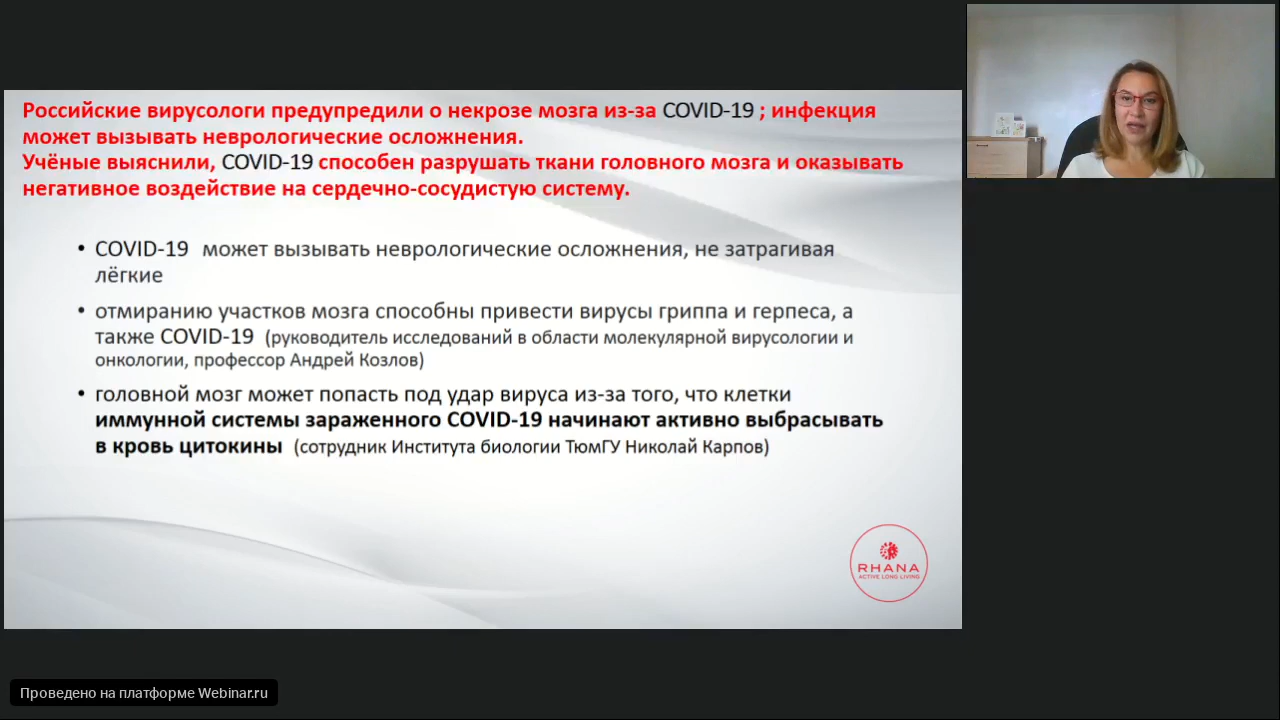 Российские вирусологи предупредили о некрозе мозга из-за COVID-19 ; инфекция
может вызывать неврологические осложнения.
Учёные выяснили, COVID-19 способен разрушать ткани головного мозга и оказывать
негативное воздействие на сердечно-сосудистую систему.
• COVID-19 может вызывать неврологические осложнения, не затрагивая
лёгкие
• отмиранию участков мозга способны привести вирусы гриппа и герпеса, а
также COVID-19 (руководитель исследований в области молекулярной вирусологии и
онкологии, профессор Андрей Козлов)
• головной мозг может попасть под удар вируса из-за того, что клетки
иммунной системы зараженного COVID-19 начинают активно выбрасывать
в кровь цитокины (сотрудник Института биологии ТюмГУ Николай Карпов)
RHANA
ACTIVE LONG LIVING
Проведено на платформе Webinar.ru